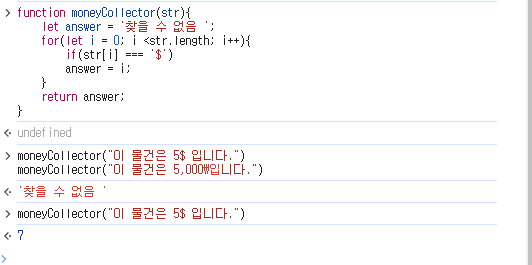 function moneyCollector(str){
let answer = '찾을 수 없음 ';
for(let i = 0; i <str.length; i++){
if(str[i] === '$')
answer = i;
}
return answer;
}
undefined
moneyCollector("이 물건은 5$ 입니다.")
moneyCollector("이 물건은 5,000₩입니다.")
'찾을 수 없음 '
moneyCollector("이 물건은 5$ 입니다.")
7